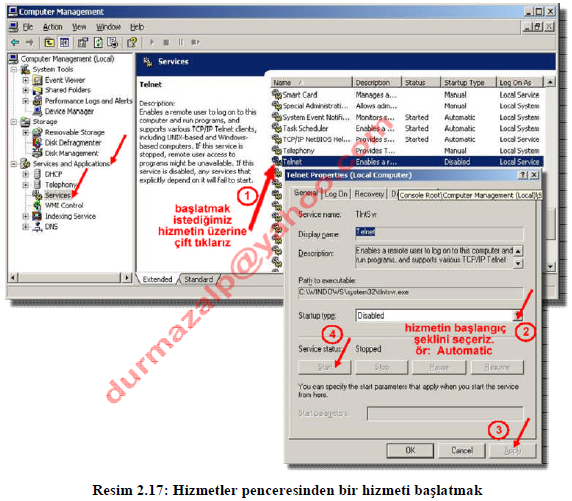 Computer Management
File Action View Window Help
Computer Management (Local)
System Tools
Event Viewer
Shared Folders
Performance Logs and Alerts
Device Manager
Storage
Removable Storage
Disk Defragmenter
Disk Management
Services and Applications
DHCP
Telephony
Services
WMI Control
Indexing Service
DNS
Services
Telnet
Description:
Enables a remote user to log on to this computer and run programs, and supports various TCP/IP Telnet clients, including UNIX-based and Windows-based computers. If this service is stopped, remote user access to programs might be unavailable. If this service is disabled, any services that explicitly depend on it will fail to start.
Name Description Status Startup Type Log On As
Smart Card Manages a... Manual Local Service
Special Administrati... Allows adm... Manual Local System
System Event Notifi... Monitors s... Started Automatic Local System
Task Scheduler Enables a ... Started Automatic Local System
TCP/IP NetBIOS Hel... Provides s... Started Automatic Local Service
Telephony Provides T... Manual Local System
Telnet Enables a r... Disabled Local Service
1
başlatmak
istediğimiz
hizmetin üzerine
çift tıklarız
Extended Standard
Telnet Properties (Local Computer)
General Log On Recovery D
Console Root\Computer Management (Local)\S
Service name: TlntSvr
Display name: Telnet
Description: Enables a remote user to log on to this computer and run programs, and supports various TCP/IP Telnet
Path to executable:
C:\WINDOWS\system32\tlntsvr.exe
Startup type: Disabled
2
hizmetin başlangıç
şeklini seçeriz.
ör: Automatic
4
Service status: Stopped
Start Stop Pause Resume
You can specify the start parameters that apply when you start the service from here.
Start parameters:
3
OK Cancel Apply
durmazalp@yahoo.com
Resim 2.17: Hizmetler penceresinden bir hizmeti başlatmak